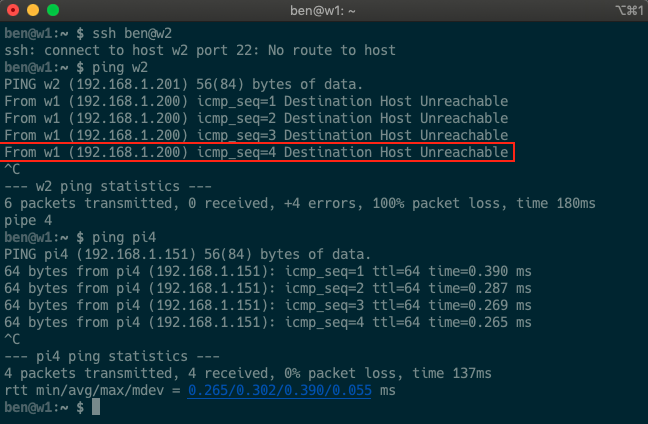 ben@w1: ~
⌥⌘1
ben@w1:~ $ ssh ben@w2
ssh: connect to host w2 port 22: No route to host
ben@w1:~ $ ping w2
PING w2 (192.168.1.201) 56(84) bytes of data.
From w1 (192.168.1.200) icmp_seq=1 Destination Host Unreachable
From w1 (192.168.1.200) icmp_seq=2 Destination Host Unreachable
From w1 (192.168.1.200) icmp_seq=3 Destination Host Unreachable
From w1 (192.168.1.200) icmp_seq=4 Destination Host Unreachable
^C
--- w2 ping statistics ---
6 packets transmitted, 0 received, +4 errors, 100% packet loss, time 180ms
pipe 4
ben@w1:~ $ ping pi4
PING pi4 (192.168.1.151) 56(84) bytes of data.
64 bytes from pi4 (192.168.1.151): icmp_seq=1 ttl=64 time=0.390 ms
64 bytes from pi4 (192.168.1.151): icmp_seq=2 ttl=64 time=0.287 ms
64 bytes from pi4 (192.168.1.151): icmp_seq=3 ttl=64 time=0.269 ms
64 bytes from pi4 (192.168.1.151): icmp_seq=4 ttl=64 time=0.265 ms
^C
--- pi4 ping statistics ---
4 packets transmitted, 4 received, 0% packet loss, time 137ms
rtt min/avg/max/mdev = 0.265/0.302/0.390/0.055 ms
ben@w1:~ $